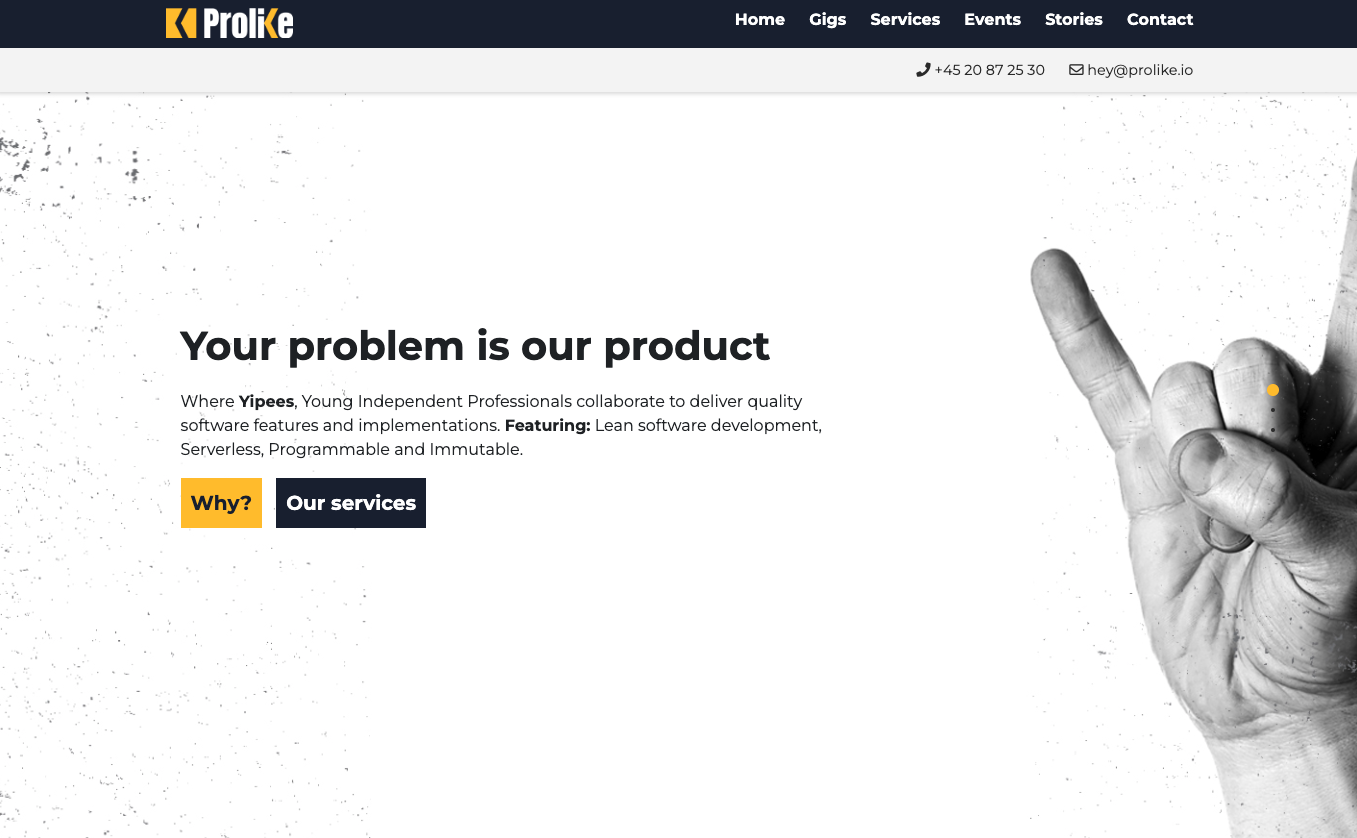 Prolike
Home Gigs Services Events Stories Contact
+45 20 87 25 30 hey@prolike.io
Your problem is our product
Where Yipees, Young Independent Professionals collaborate to deliver quality
software features and implementations. Featuring: Lean software development,
Serverless, Programmable and Immutable.
Why? Our services